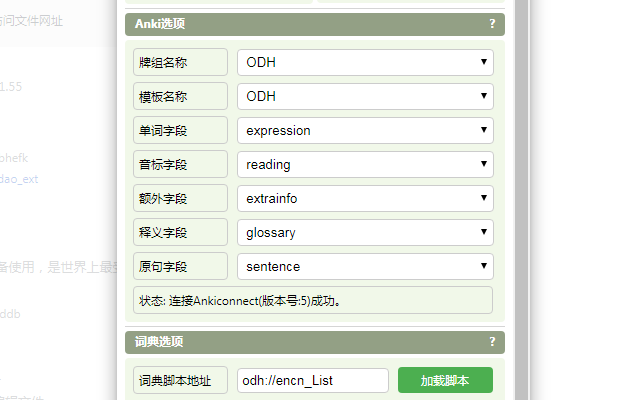 访问文件网址
Anki选项 ?
牌组名称 ODH
1.55
模板名称 ODH
单词字段 expression
phefk
音标字段 reading
dao_ext
额外字段 extrainfo
释义字段 glossary
备使用，是世界上最
原句字段 sentence
状态: 连接Ankiconnect(版本号:5)成功。
ddb
词典选项 ?
词典脚本地址 odh://encn_List 加载脚本